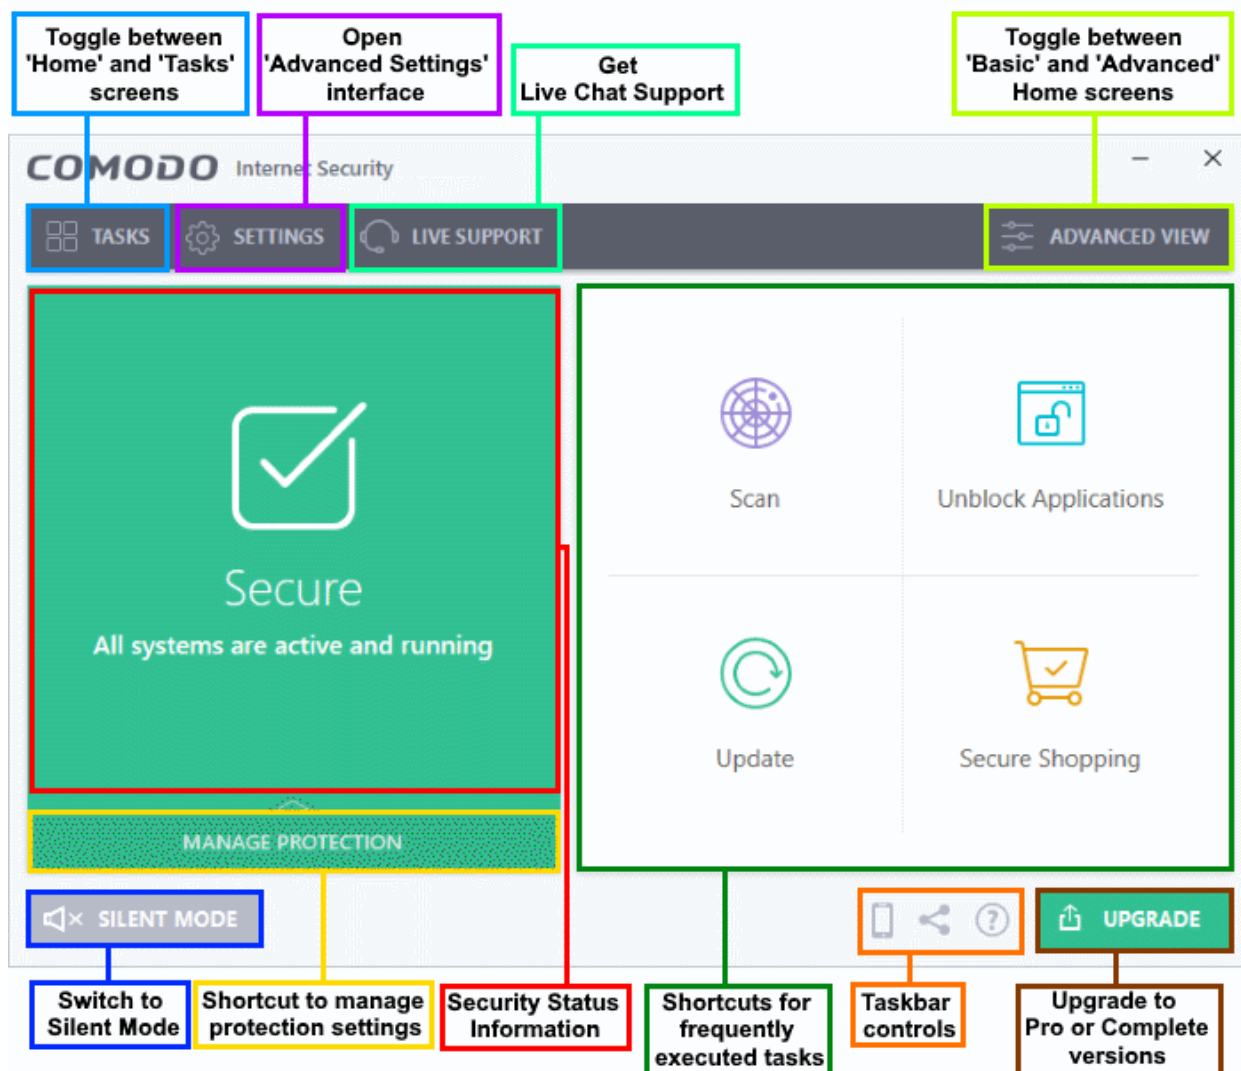 Toggle between
'Home' and 'Tasks'
screens
Open
'Advanced Settings'
interface
Get
Live Chat Support
Toggle between
'Basic' and 'Advanced'
Home screens
COMODO Internet Security
TASKS
SETTINGS
LIVE SUPPORT
ADVANCED VIEW
Secure
All systems are active and running
MANAGE PROTECTION
Scan
Unblock Applications
Update
Secure Shopping
SILENT MODE
UPGRADE
Switch to
Silent Mode
Shortcut to manage
protection settings
Security Status
Information
Shortcuts for
frequently
executed tasks
Taskbar
controls
Upgrade to
Pro or Complete
versions